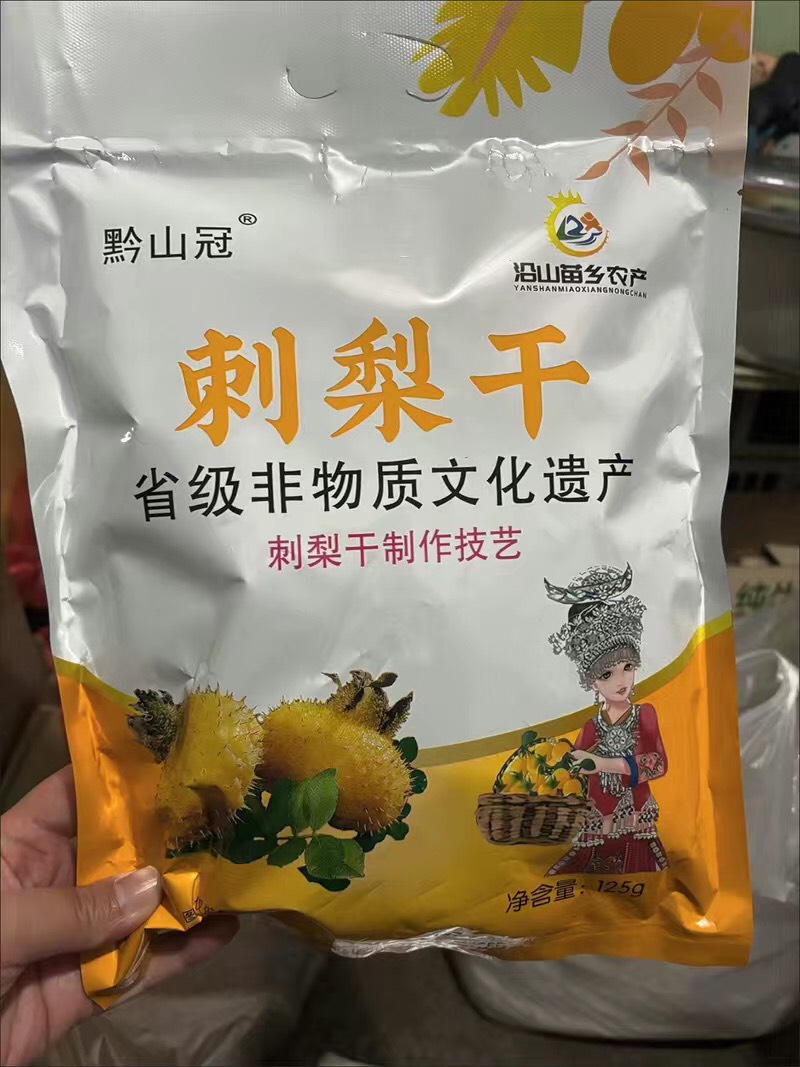 黔山冠®
沿山苗乡农产
YANSHANMIAOXIANGNONGCHAN
刺梨干
省级非物质文化遗产
刺梨干制作技艺
净含量：125g